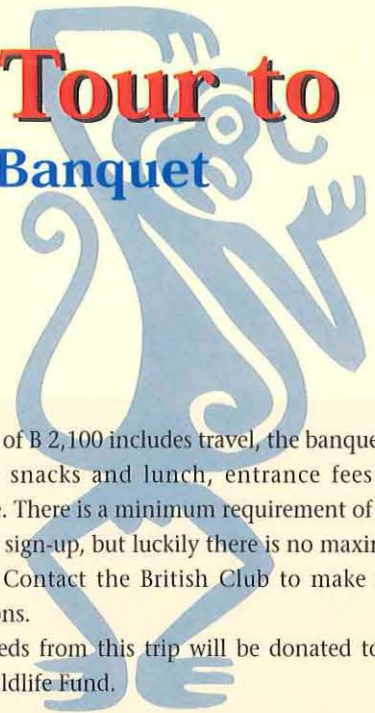 Tour to
Banquet
of B 2,100 includes travel, the banque
snacks and lunch, entrance fees
e. There is a minimum requirement of
sign-up, but luckily there is no maxin
Contact the British Club to make
ons.
eds from this trip will be donated to
ldlife Fund.